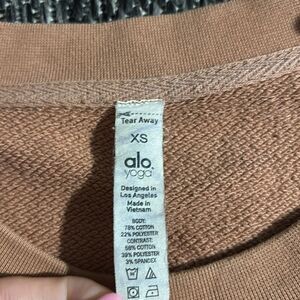 Tear Away
XS
alo
yoga
Designed in
Los Angeles
Made in
Vietnam
BODY:
78% COTTON
22% POLYESTER
CONTRAST:
58% COTTON
39% POLYESTER
3% SPANDEX